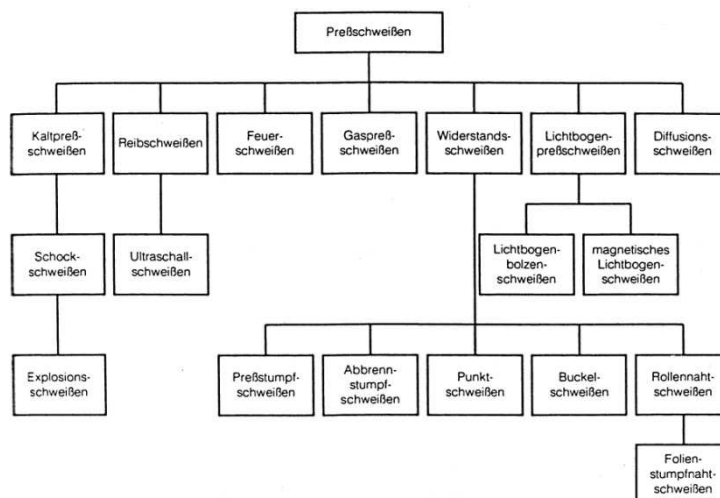 Preßschweißen
Kaltpreß-
schweißen
Reibschweißen
Feuer-
schweißen
Gaspreß-
schweißen
Widerstands-
schweißen
Lichtbogen-
preßschweißen
Diffusions-
schweißen
Schock-
schweißen
Ultraschall-
schweißen
Lichtbogen-
bolzen-
schweißen
magnetisches
Lichtbogen-
schweißen
Explosions-
schweißen
Preßstumpf-
schweißen
Abbrenn-
stumpf-
schweißen
Punkt-
schweißen
Buckel-
schweißen
Rollennaht-
schweißen
Folien-
stumpfnaht-
schweißen